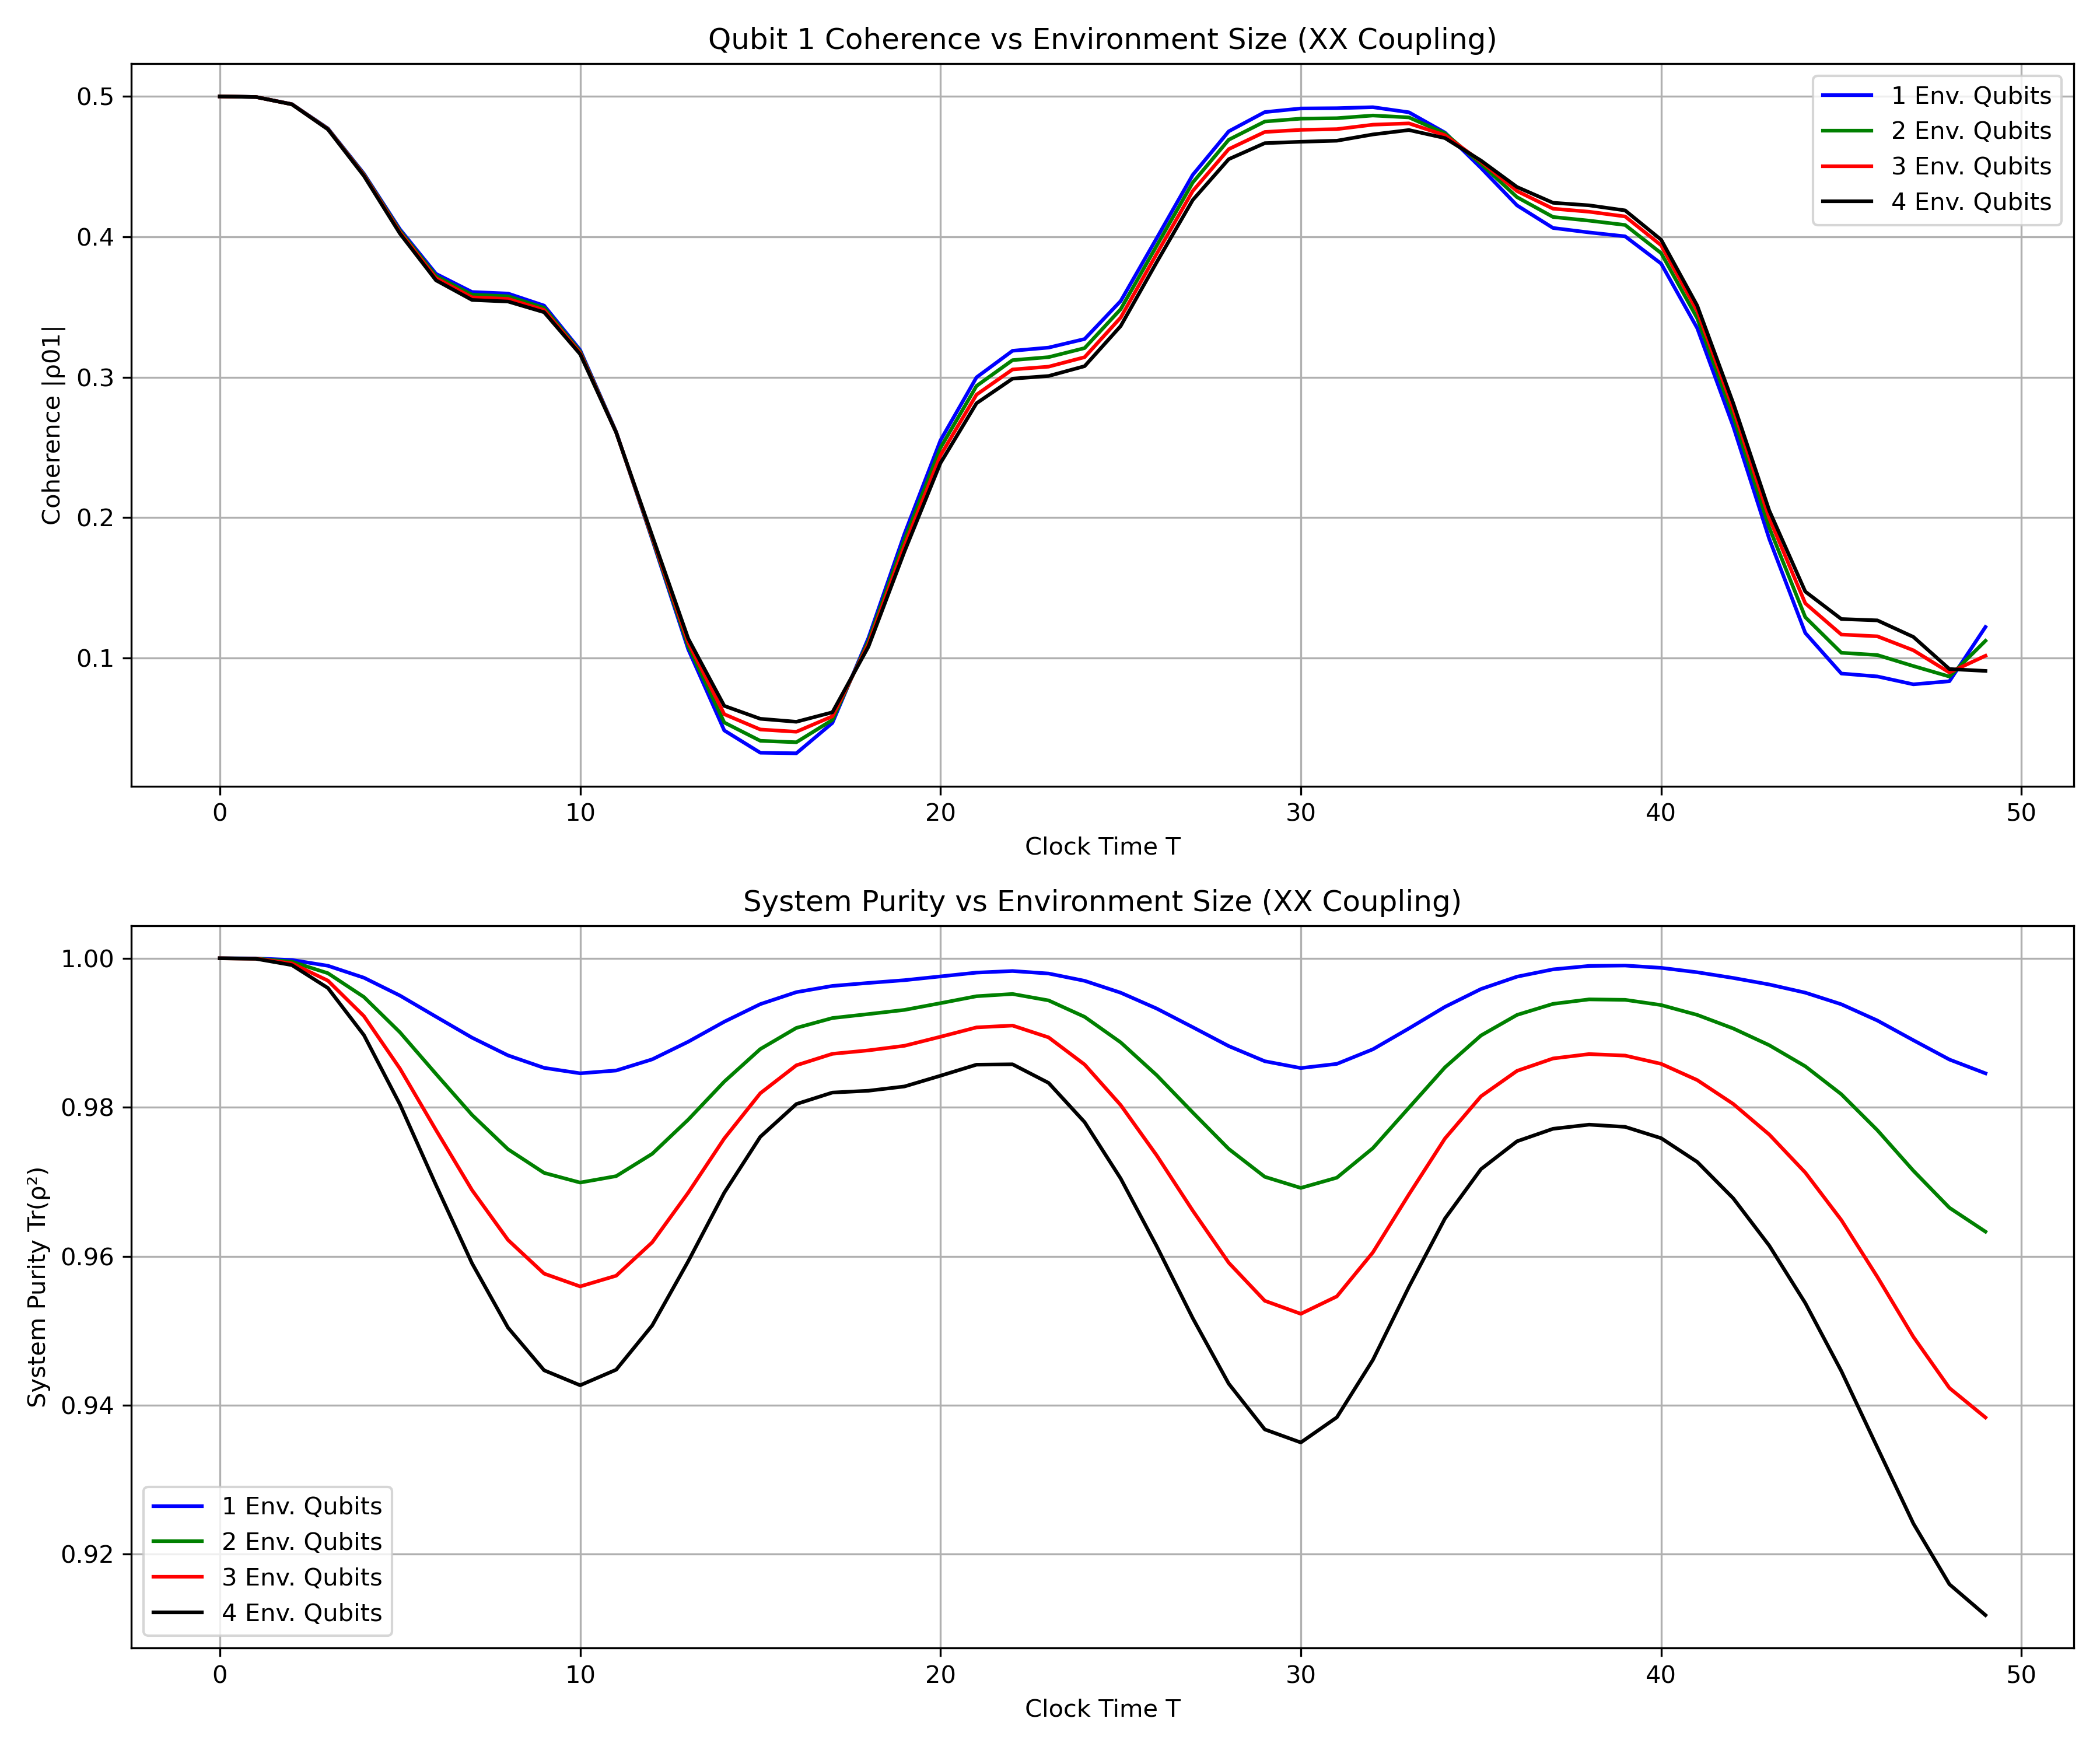 Qubit 1 Coherence vs Environment Size (XX Coupling)
Coherence |ρ01|
0.5
0.4
0.3
0.2
0.1
1 Env. Qubits
2 Env. Qubits
3 Env. Qubits
4 Env. Qubits
0 10 20 30 40 50
Clock Time T
System Purity vs Environment Size (XX Coupling)
System Purity Tr(ρ²)
1.00
0.98
0.96
0.94
0.92
1 Env. Qubits
2 Env. Qubits
3 Env. Qubits
4 Env. Qubits
0 10 20 30 40 50
Clock Time T